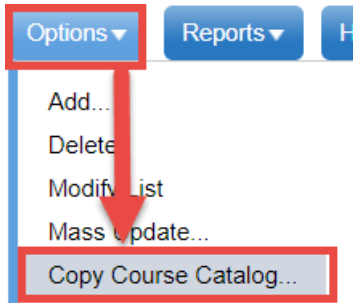 Options▼ Reports▼ H
Add...
Delete
Modify List
Mass Update...
Copy Course Catalog...